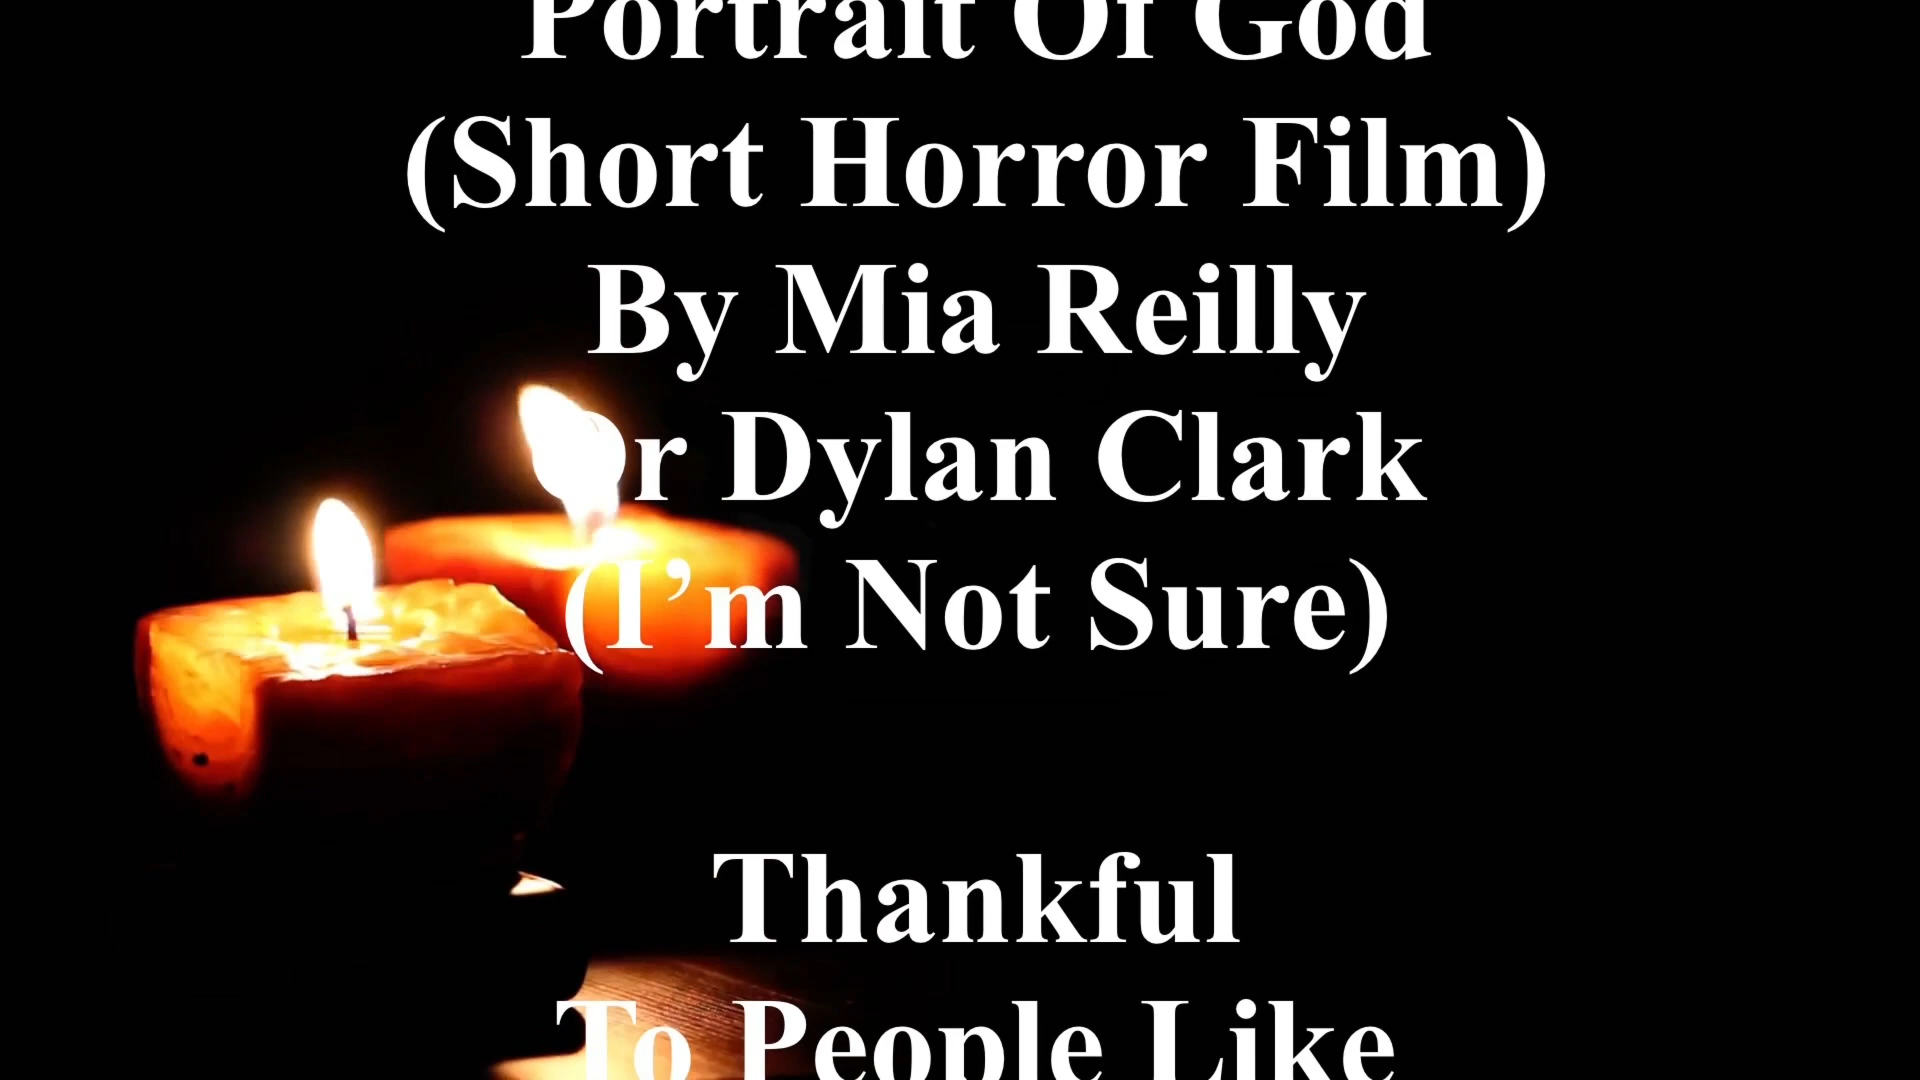 Portrait Of God
(Short Horror Film)
By Mia Reilly
Or Dylan Clark
(I’m Not Sure)
Thankful
To People Like